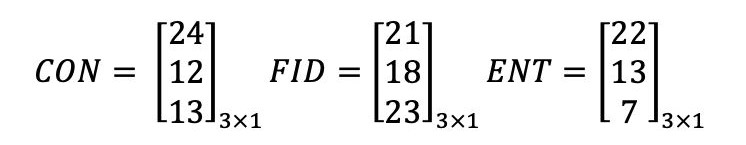 CON = [24 12 13]3×1 FID = [21 18 23]3×1 ENT = [22 13 7]3×1